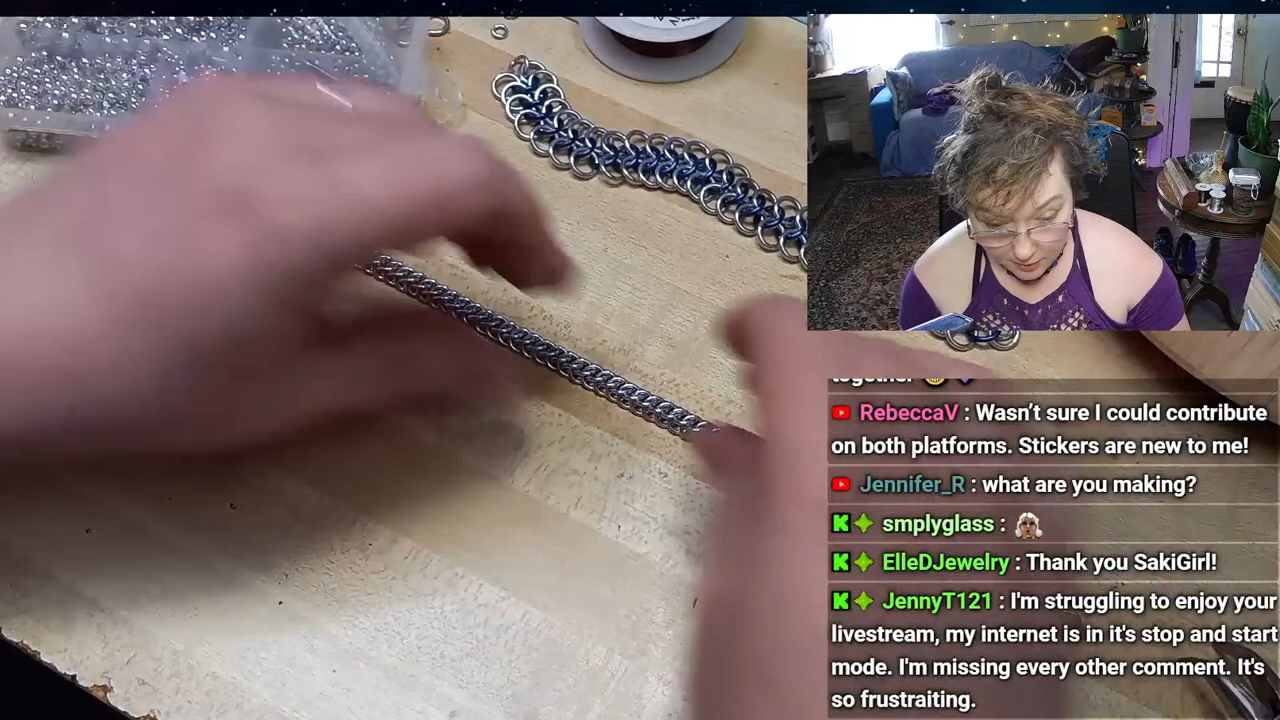 together
RebeccaV : Wasn't sure I could contribute
on both platforms. Stickers are new to me!
Jennifer_R : what are you making?
smplyglass :
ElleDJewelry : Thank you SakiGirl!
JennyT121 : I'm struggling to enjoy your
livestream, my internet is in it's stop and start
mode. I'm missing every other comment. It's
so frustraiting.